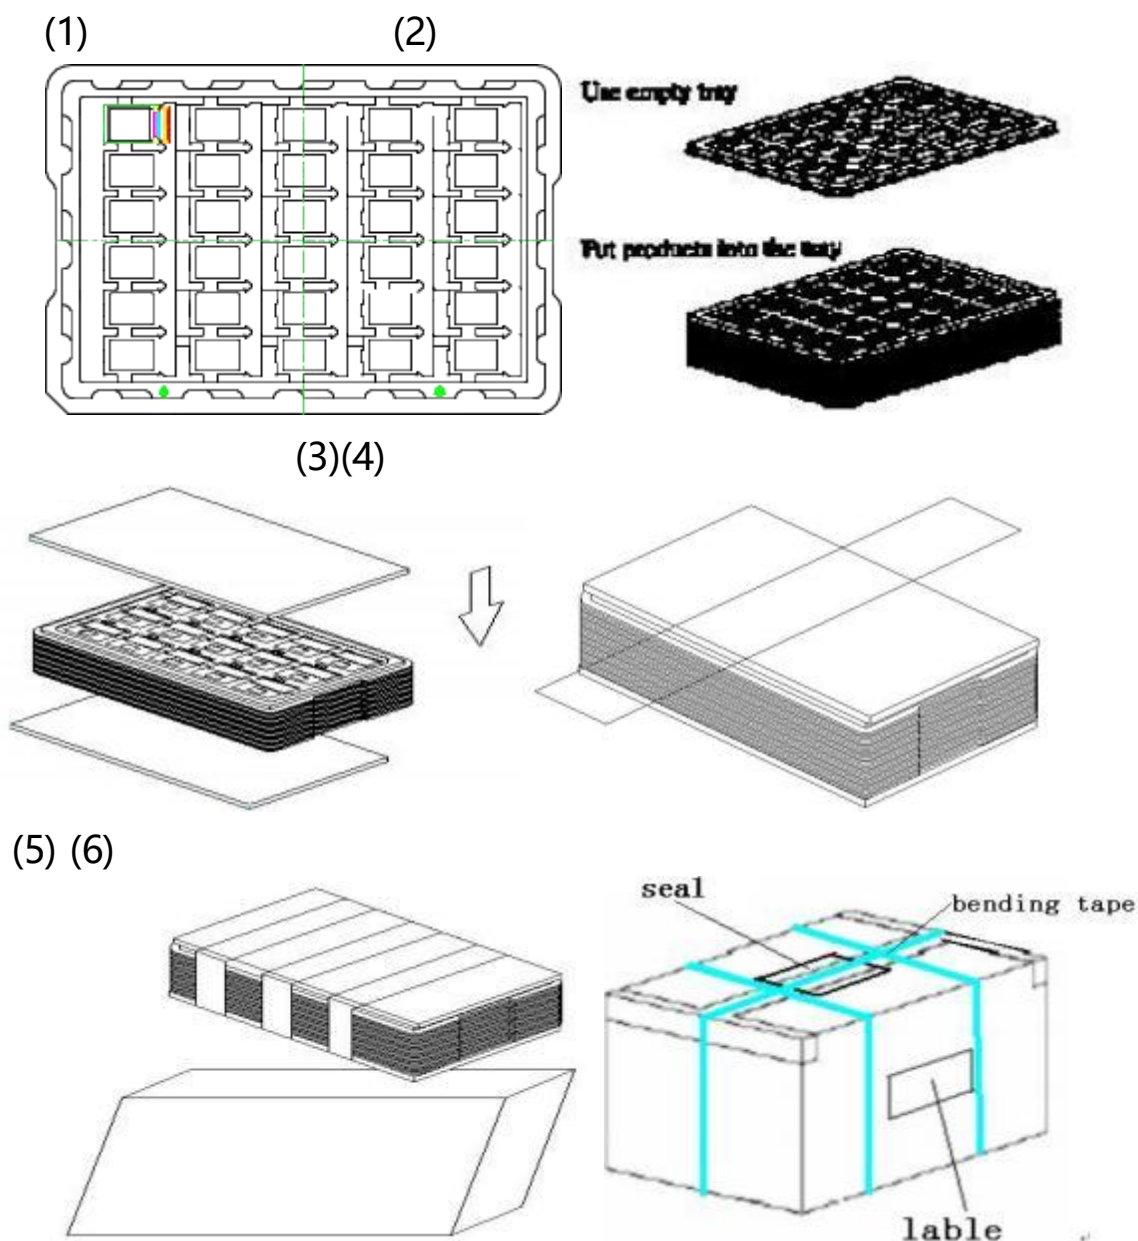 (1)
(2)
Use empty tray
Put products into the tray
(3)(4)
(5) (6)
seal
bending tape
lable